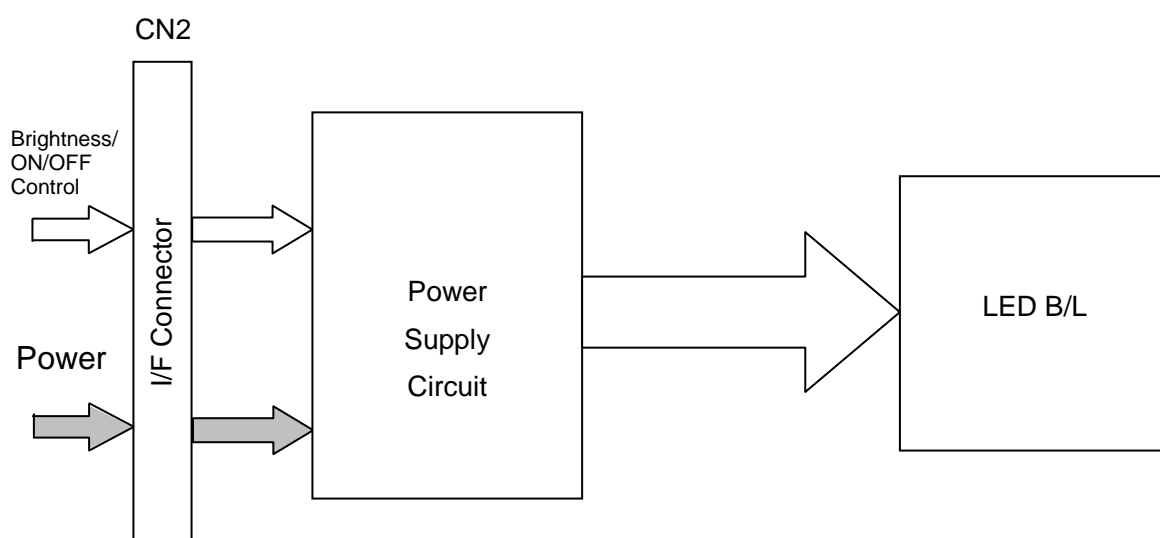 CN2
Brightness/
ON/OFF
Control
I/F Connector
Power
Power
Supply
Circuit
LED B/L